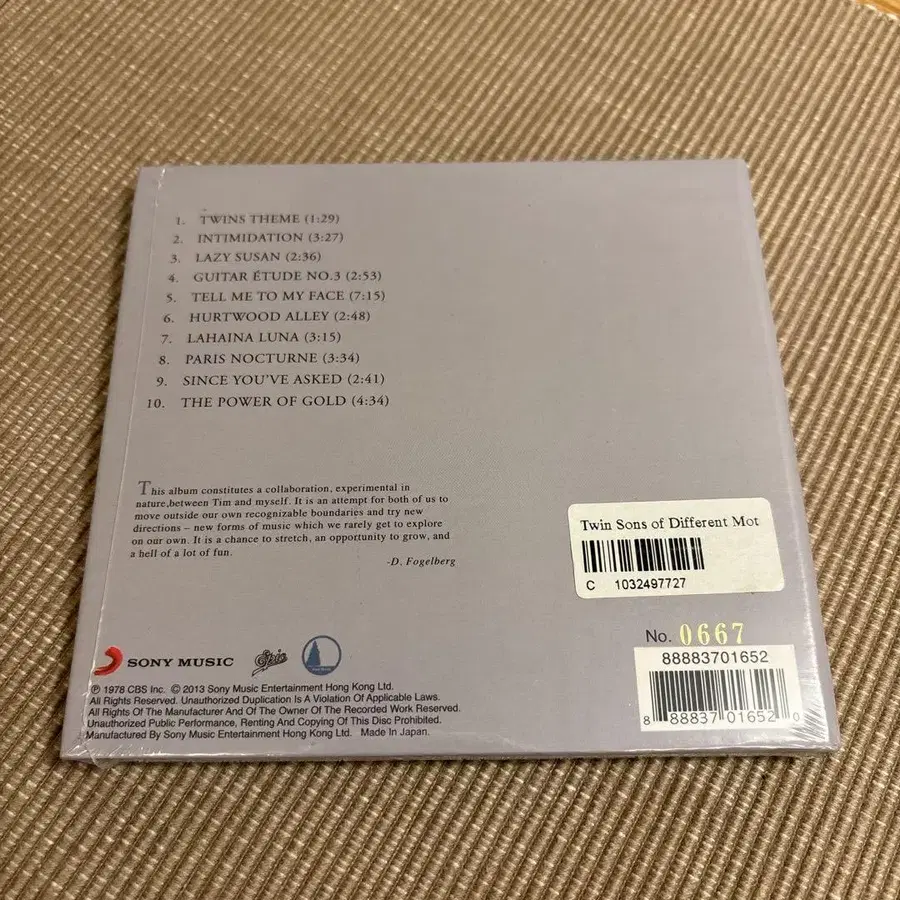 1. TWINS THEME (1:29)
2. INTIMIDATION (3:27)
3. LAZY SUSAN (2:36)
4. GUITAR ÉTUDE NO.3 (2:53)
5. TELL ME TO MY FACE (7:15)
6. HURTWOOD ALLEY (2:48)
7. LAHAINA LUNA (3:15)
8. PARIS NOCTURNE (3:34)
9. SINCE YOU'VE ASKED (2:41)
10. THE POWER OF GOLD (4:34)
This album constitutes a collaboration, experimental in
nature,between Tim and myself. It is an attempt for both of us to
move outside our own recognizable boundaries and try new
directions – new forms of music which we rarely get to explore
on our own. It is a chance to stretch, an opportunity to grow, and
a hell of a lot of fun.
-D. Fogelberg
Twin Sons of Different Mot
C 1032497727
No. 0667
88883701652
8 88837 01652 0
SONY MUSIC
Epic
℗ 1978 CBS Inc. © 2013 Sony Music Entertainment Hong Kong Ltd.
All Rights Reserved. Unauthorized Duplication Is A Violation Of Applicable Laws.
All Rights Of The Manufacturer And Of The Owner Of The Recorded Work Reserved.
Unauthorized Public Performance, Renting And Copying Of This Disc Prohibited.
Manufactured By Sony Music Entertainment Hong Kong Ltd. Made In Japan.